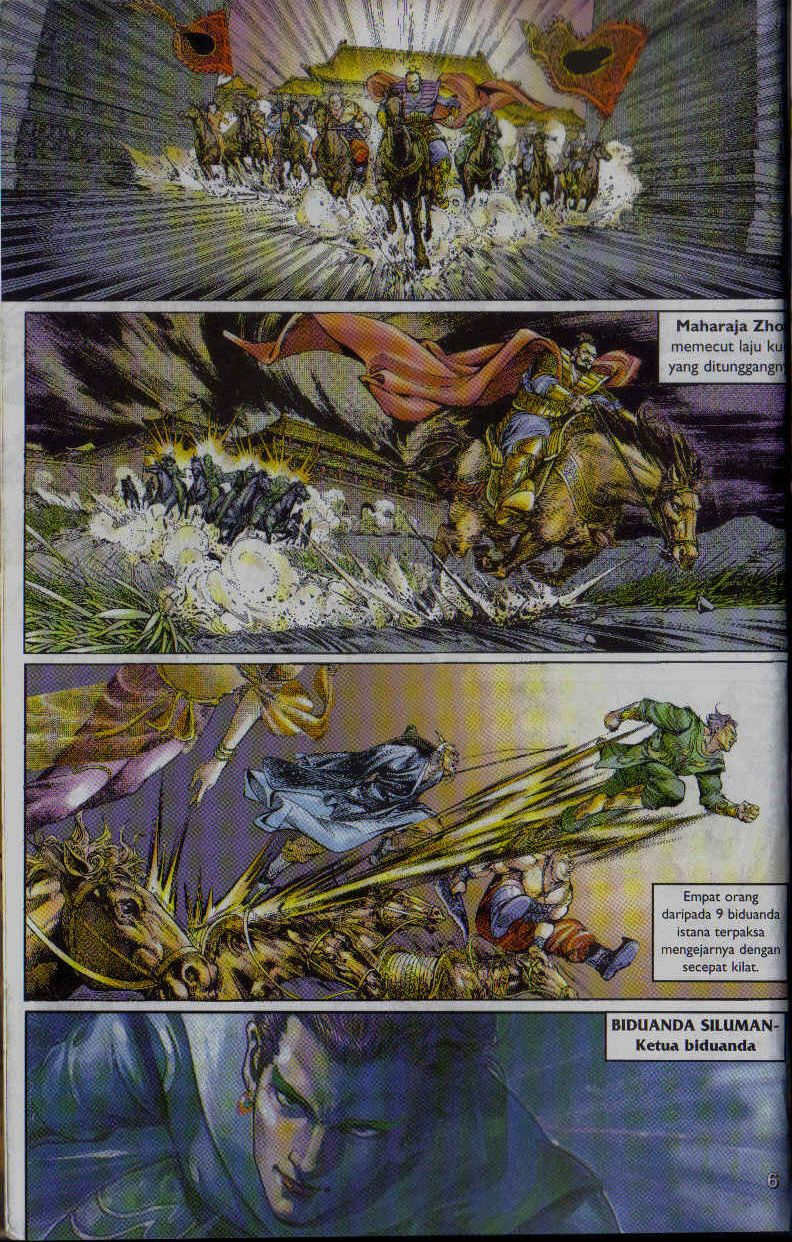 Maharaja Zho
memecut laju ku
yang ditunggangn
Empat orang
daripada 9 biduanda
istana terpaksa
mengejarnya dengan
secepat kilat.
BIDUANDA SILUMAN-
Ketua biduanda
6